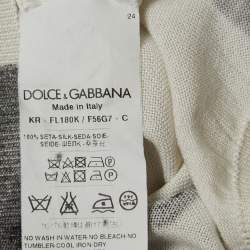 24
DOLCE & GABBANA
Made in Italy
KR - FL180K / F56G7 - C
100% SETA-SILK-SEDA-SOIE-
SEIDE-
NO WASH IN WATER-NO BLEACH-NO
TUMBLER-COOL IRON-DRY